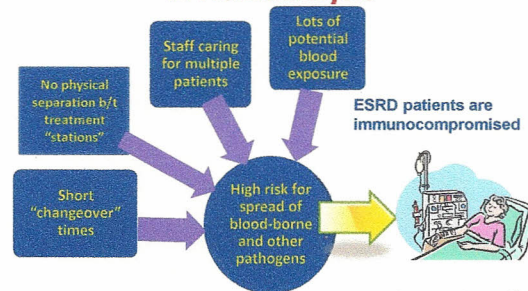 Lots of
potential
blood
exposure
Staff caring
for multiple
patients
No physical
separation b/t
treatment
"stations"
Short
"changeover"
times
High risk for
spread of
blood-borne
and other
pathogens
ESRD patients are
immunocompromised